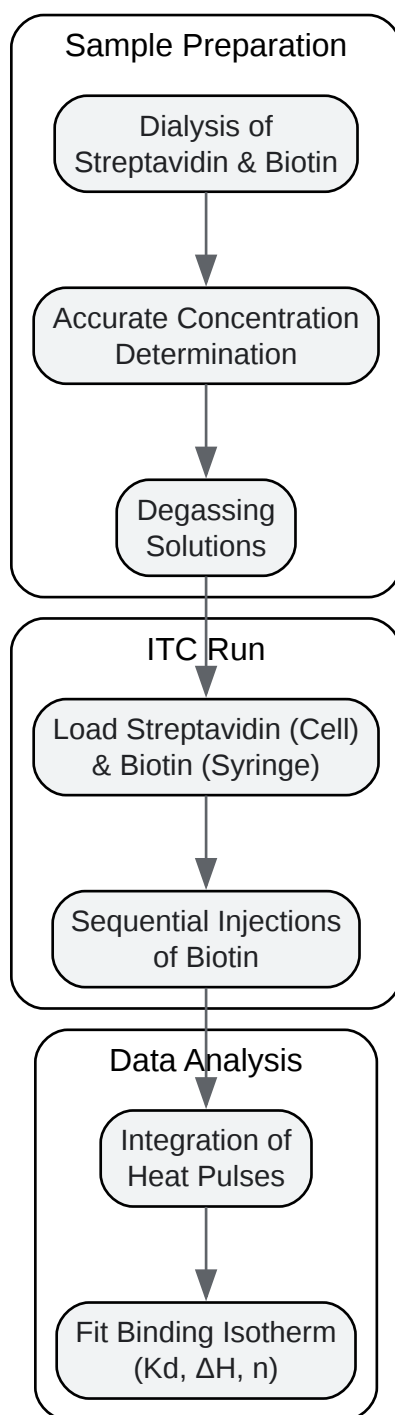 Sample Preparation
Dialysis of
Streptavidin & Biotin
Accurate Concentration
Determination
Degassing
Solutions
ITC Run
Load Streptavidin (Cell)
& Biotin (Syringe)
Sequential Injections
of Biotin
Data Analysis
Integration of
Heat Pulses
Fit Binding Isotherm
(Kd, ΔH, n)